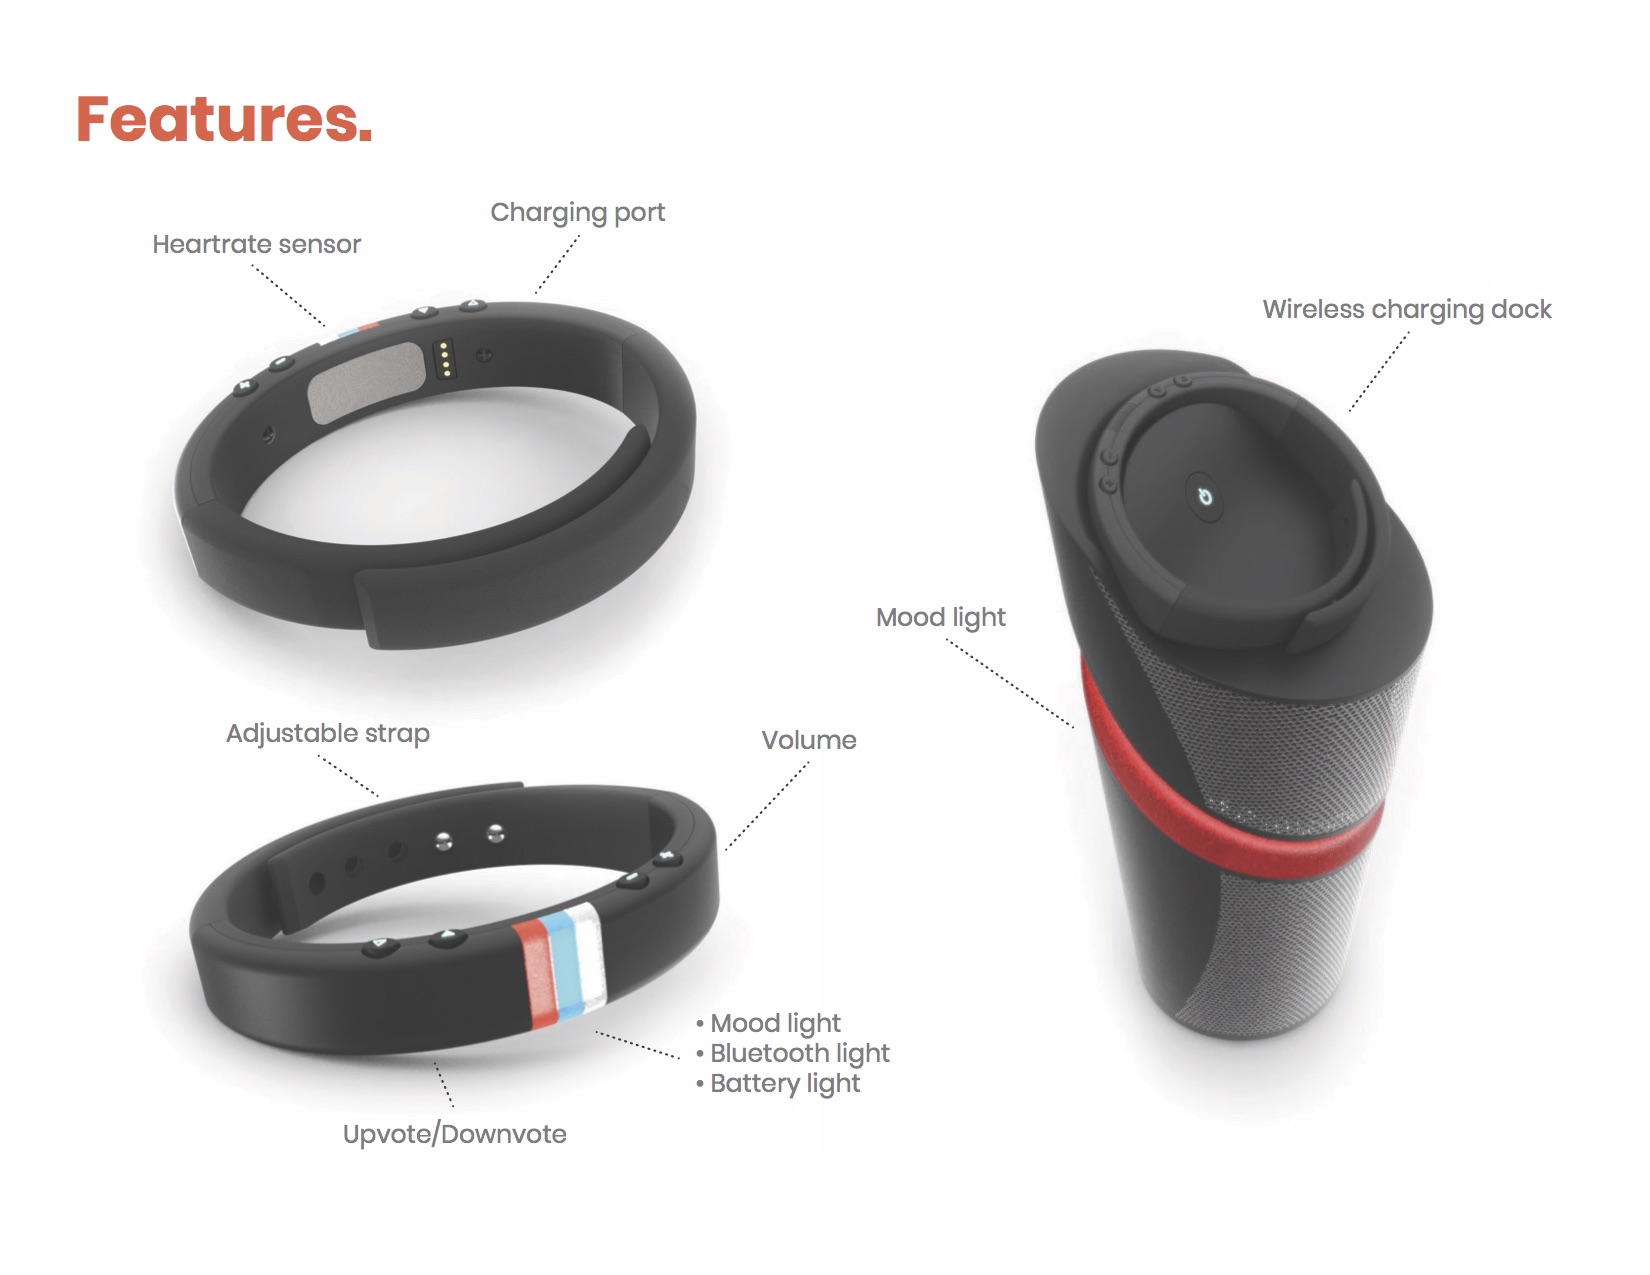 Features.
Charging port
Heartrate sensor
Wireless charging dock
Mood light
Adjustable strap
Volume
• Mood light
• Bluetooth light
• Battery light
Upvote/Downvote